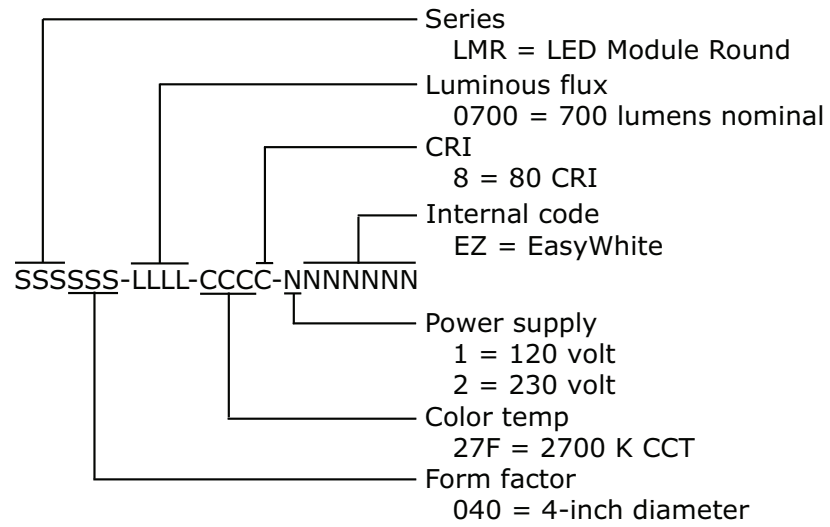 Series
LMR = LED Module Round
Luminous flux
0700 = 700 lumens nominal
CRI
8 = 80 CRI
Internal code
EZ = EasyWhite
SSSSSS-LLLL-CCCC-NNNNNNN
Power supply
1 = 120 volt
2 = 230 volt
Color temp
27F = 2700 K CCT
Form factor
040 = 4-inch diameter